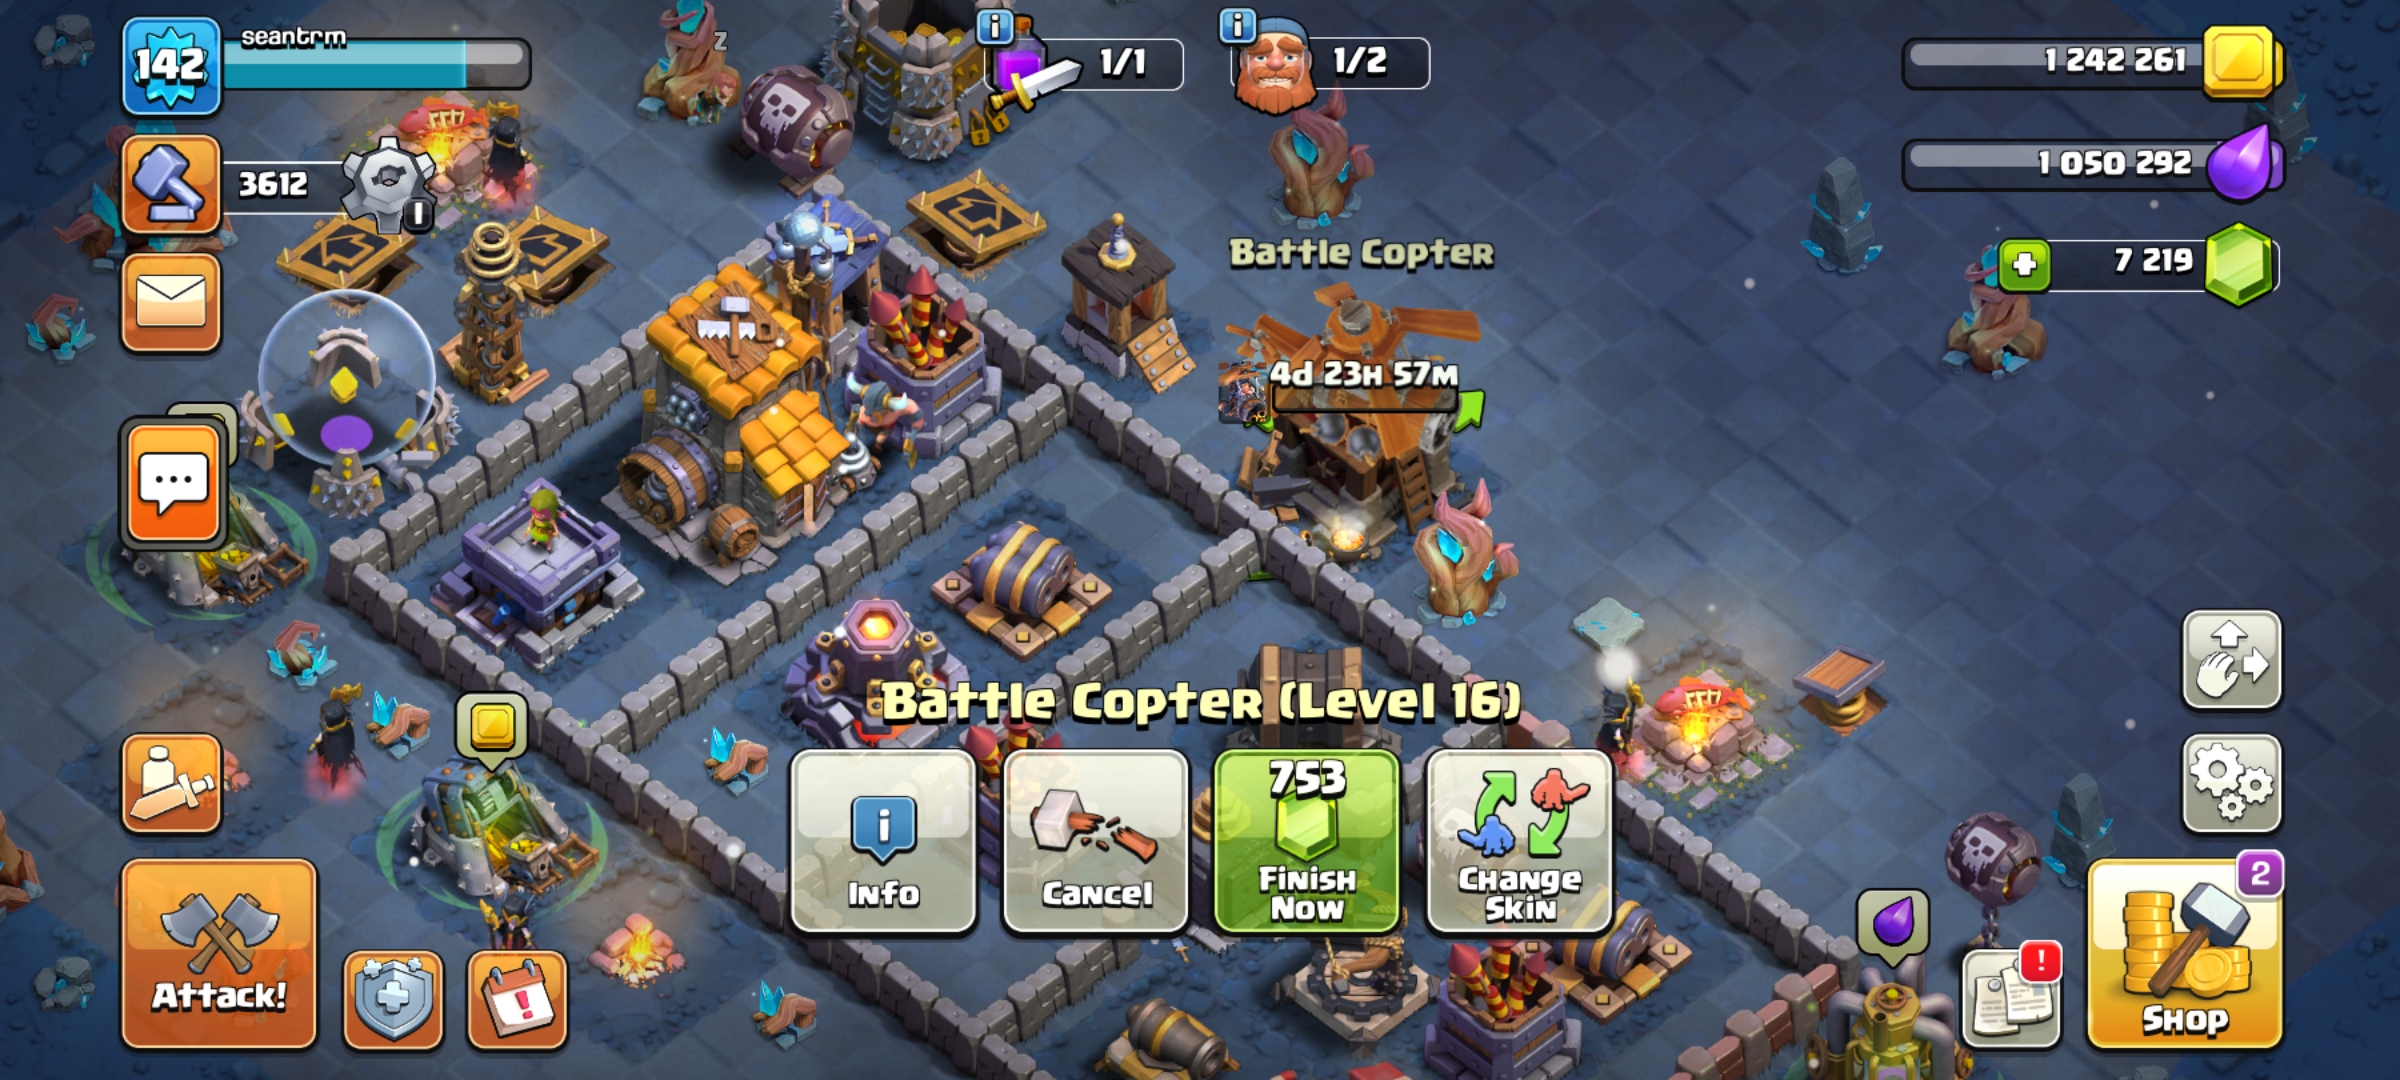 142
seantrm
1/1
1/2
1 242 261
3612
1 050 292
Battle Copter
7 219
4d 23H 57M
Battle Copter (Level 16)
753
Info
Cancel
Finish
Now
Change
Skin
2
!
Attack!
Shop